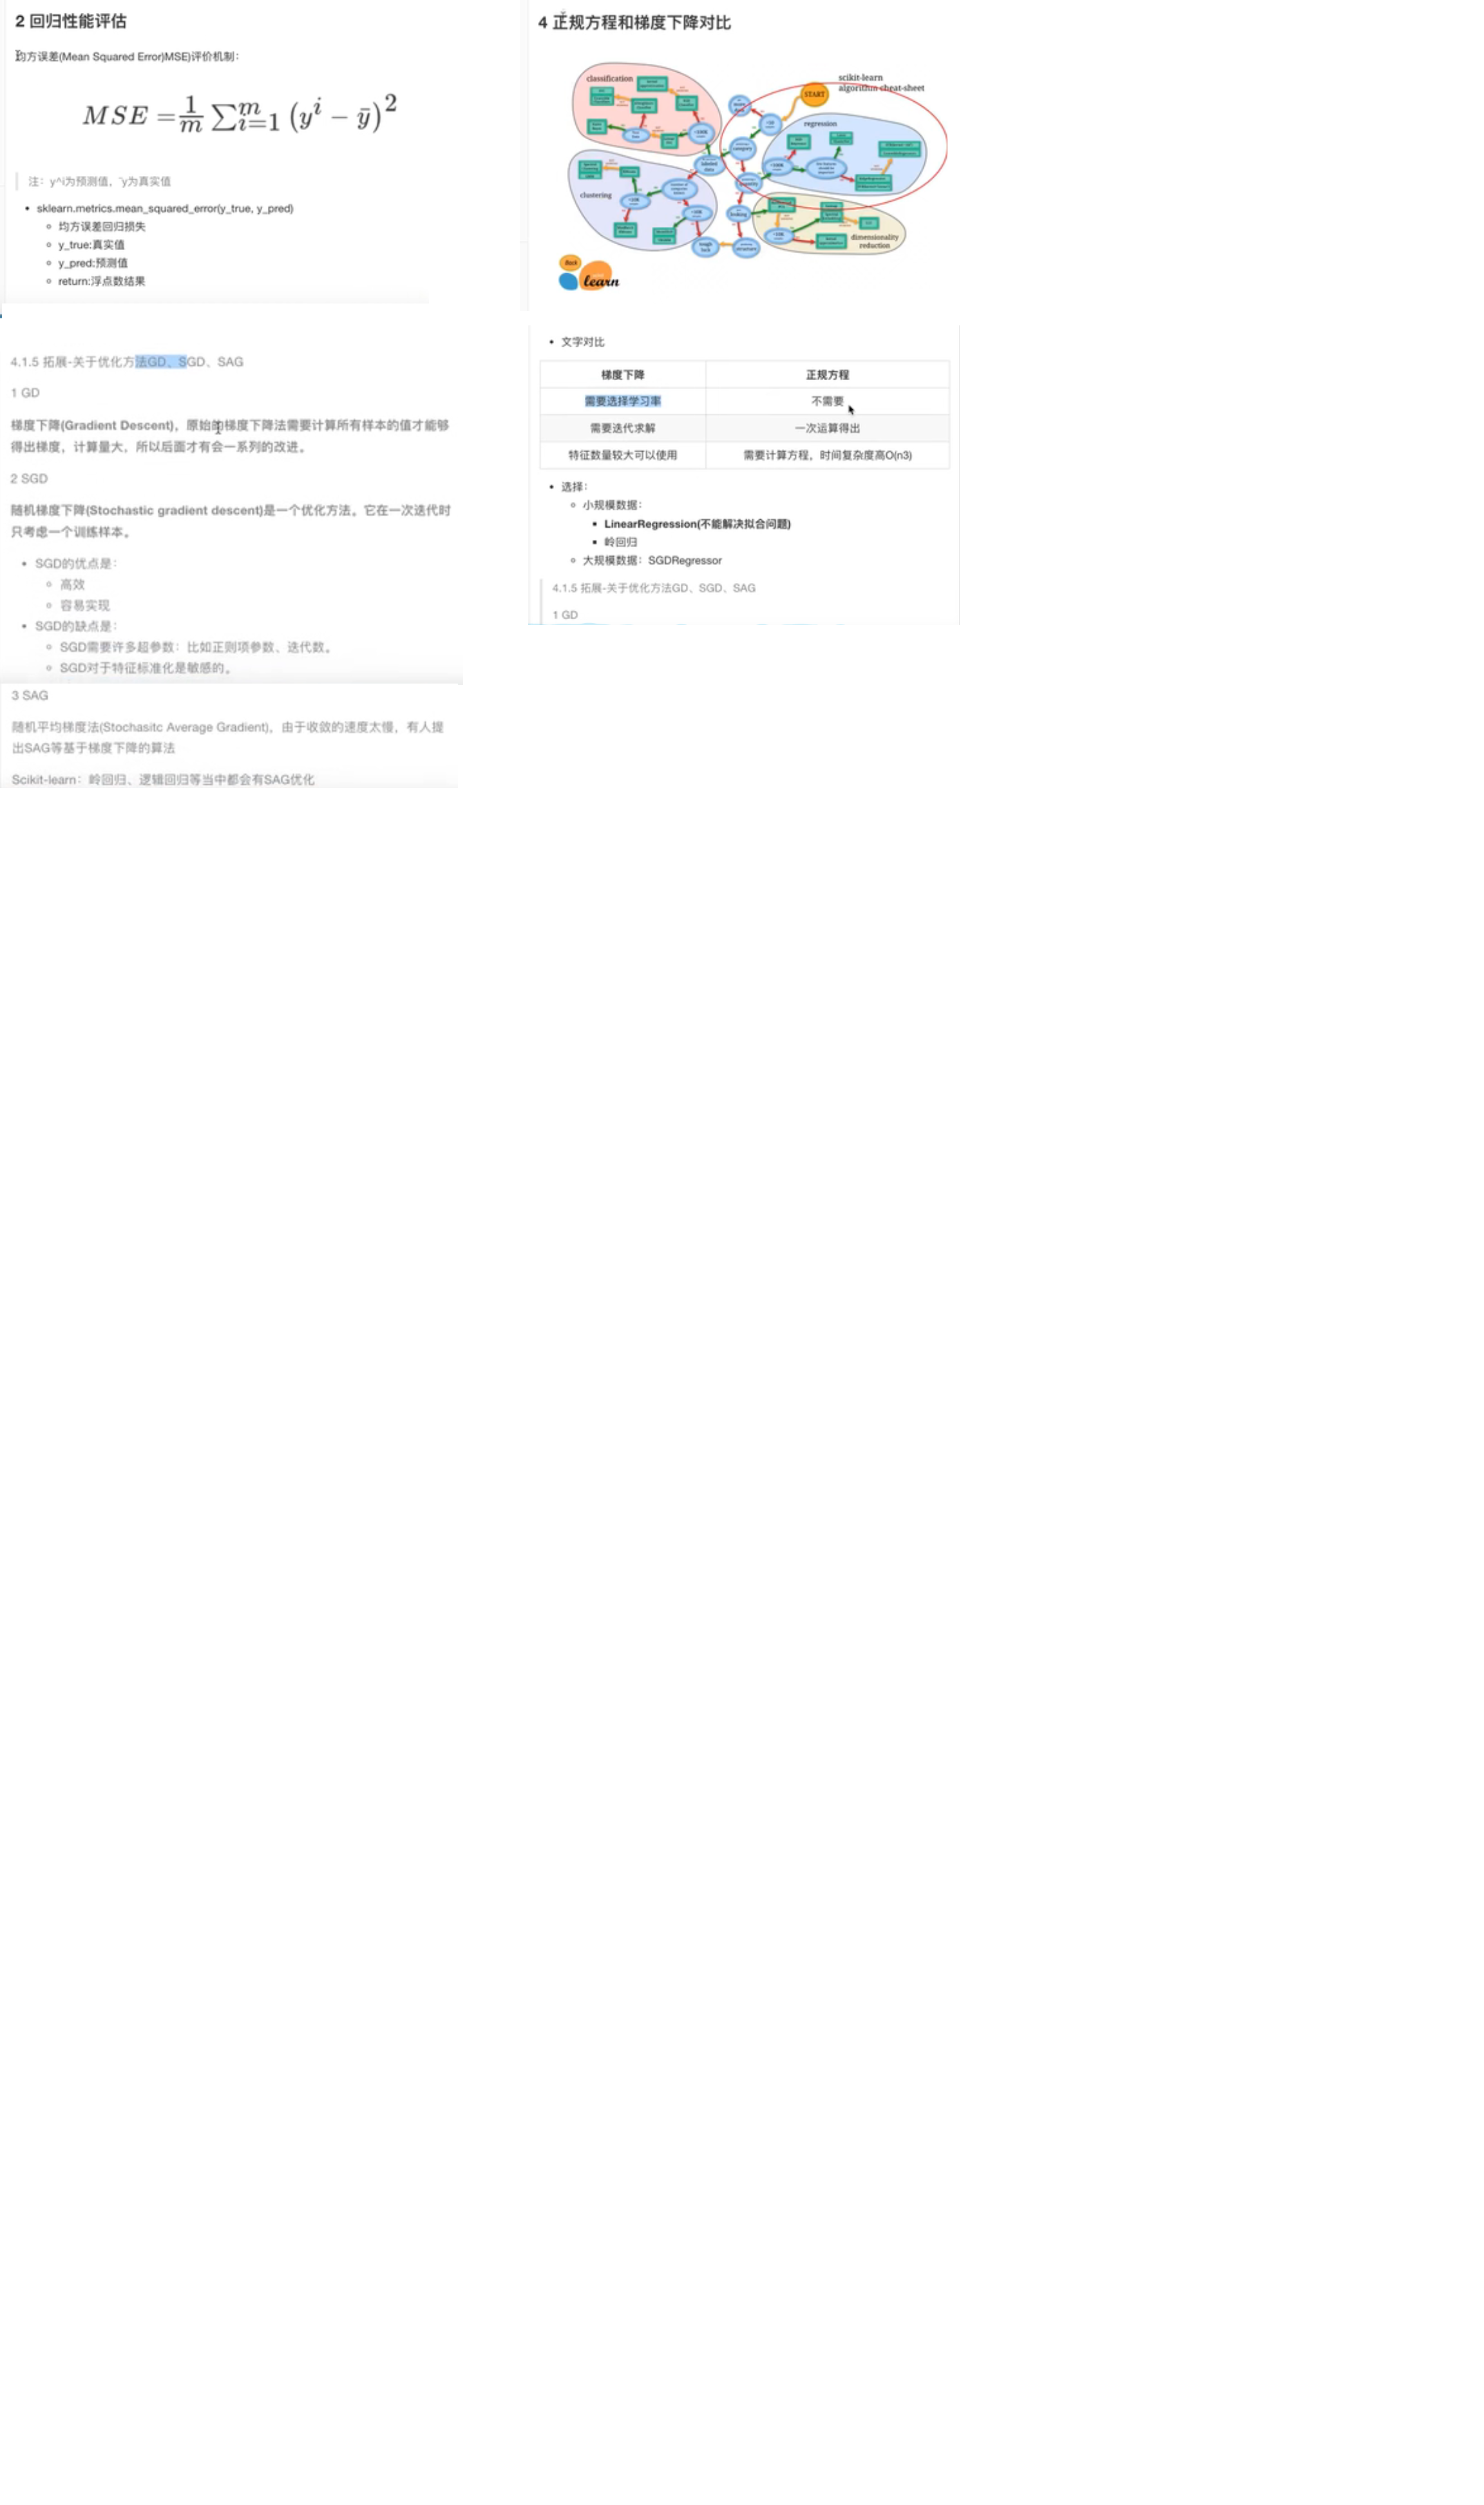 2 回归性能评估
均方误差(Mean Squared Error)MSE)评价机制：
MSE = \frac{1}{m} \sum_{i=1}^{m} (y^i - \bar{y})^2
注：y^i为预测值，¯y为真实值
• sklearn.metrics.mean_squared_error(y_true, y_pred)
◦ 均方误差回归损失
◦ y_true:真实值
◦ y_pred:预测值
◦ return:浮点数结果
4 正规方程和梯度下降对比
classification
scikit-learn
algorithm cheat-sheet
START
regression
category
labeled
data
clustering
quantity
looking
tough
luck
structure
dimensionality
reduction
Back
learn
4.1.5 拓展-关于优化方法GD、SGD、SAG
1 GD
梯度下降(Gradient Descent)，原始的梯度下降法需要计算所有样本的值才能够
得出梯度，计算量大，所以后面才有会一系列的改进。
2 SGD
随机梯度下降(Stochastic gradient descent)是一个优化方法。它在一次迭代时
只考虑一个训练样本。
• SGD的优点是：
◦ 高效
◦ 容易实现
• SGD的缺点是：
◦ SGD需要许多超参数：比如正则项参数、迭代数。
◦ SGD对于特征标准化是敏感的。
3 SAG
随机平均梯度法(Stochasitc Average Gradient)，由于收敛的速度太慢，有人提
出SAG等基于梯度下降的算法
Scikit-learn：岭回归、逻辑回归等当中都会有SAG优化
• 文字对比
梯度下降 正规方程
需要选择学习率 不需要
需要迭代求解 一次运算得出
特征数量较大可以使用 需要计算方程，时间复杂度高O(n3)
• 选择：
◦ 小规模数据：
▪ LinearRegression(不能解决拟合问题)
▪ 岭回归
◦ 大规模数据：SGDRegressor
4.1.5 拓展-关于优化方法GD、SGD、SAG
1 GD